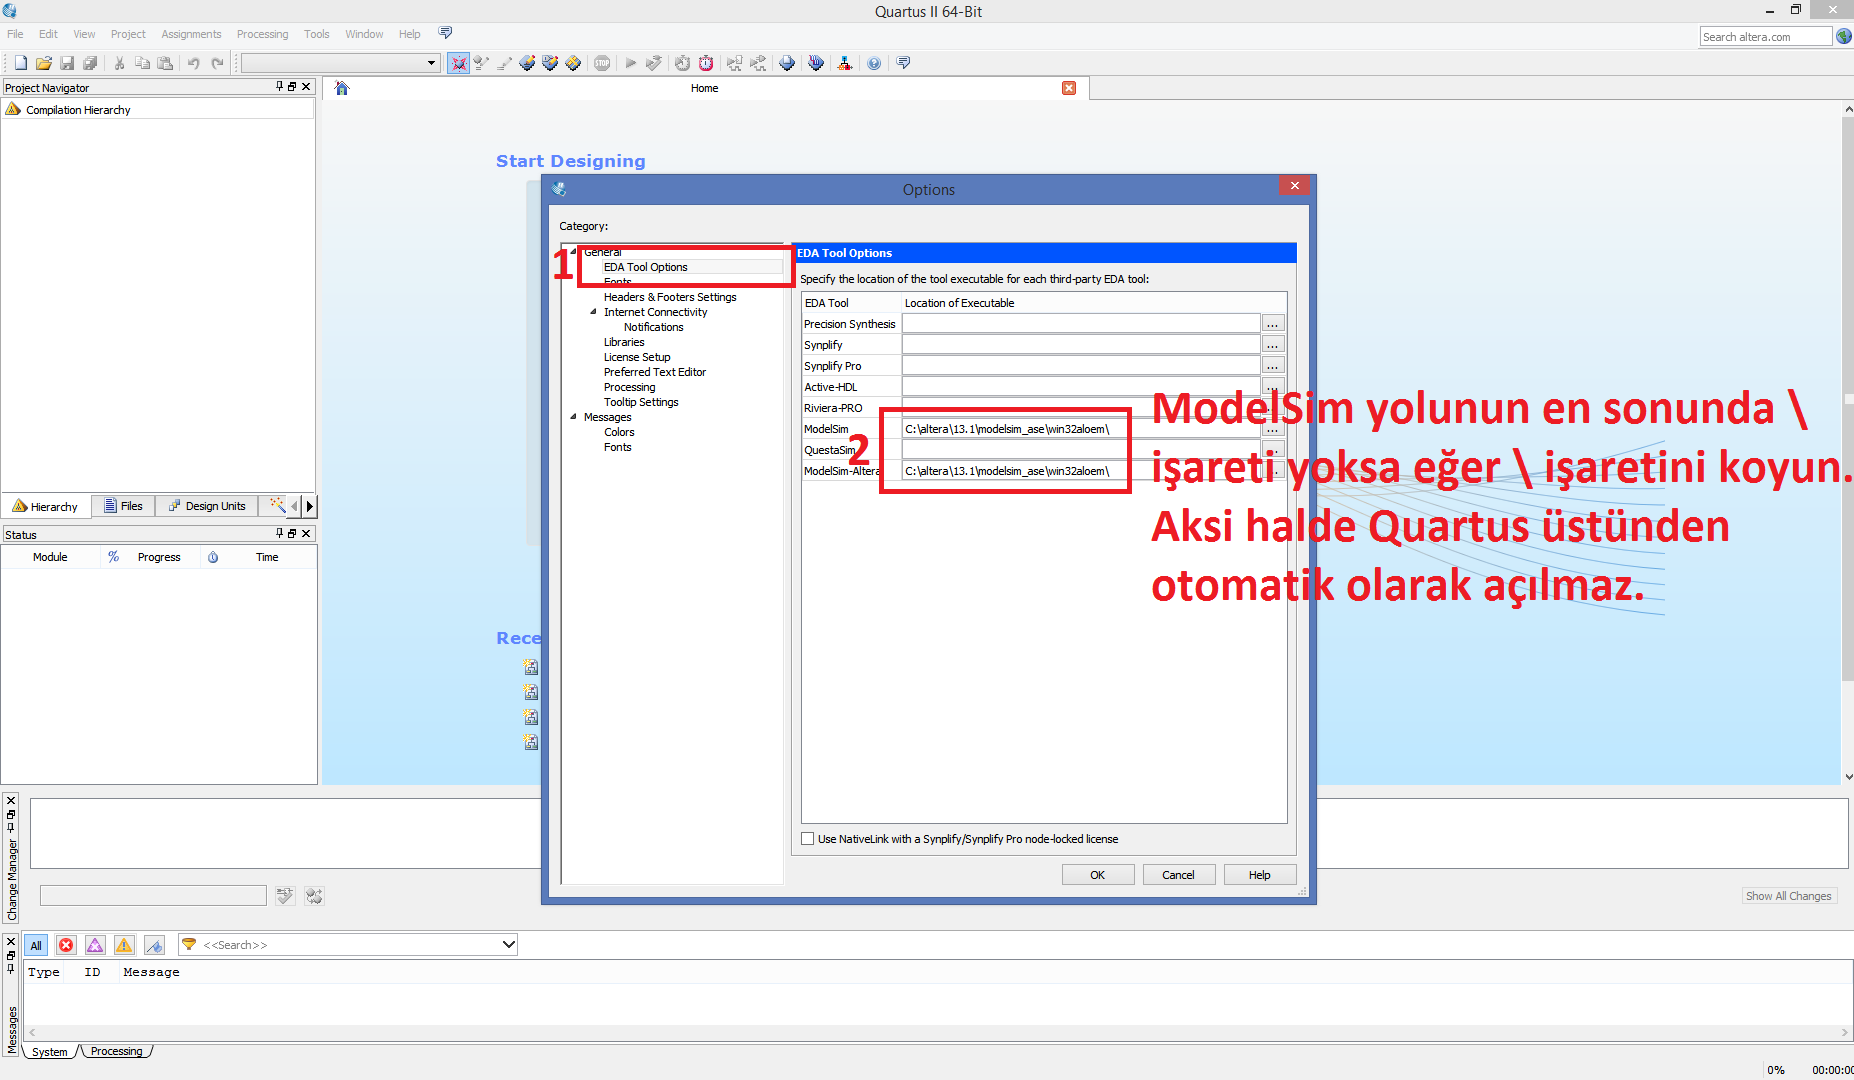 Quartus II 64-Bit
File Edit View Project Assignments Processing Tools Window Help
Search altera.com
Project Navigator
Home
Compilation Hierarchy
Start Designing
Options
Category:
1
General
EDA Tool Options
Fonts
Headers & Footers Settings
Internet Connectivity
Notifications
Libraries
License Setup
Preferred Text Editor
Processing
Tooltip Settings
Messages
Colors
Fonts
EDA Tool Options
Specify the location of the tool executable for each third-party EDA tool:
EDA Tool Location of Executable
Precision Synthesis ...
Synplify ...
Synplify Pro ...
Active-HDL ...
Riviera-PRO
ModelSim C:\altera\13.1\modelsim_ase\win32aloem\ ...
QuestaSim
ModelSim-Altera C:\altera\13.1\modelsim_ase\win32aloem\
2
ModelSim yolunun en sonunda \
işareti yoksa eğer \ işaretini koyun.
Aksi halde Quartus üstünden
otomatik olarak açılmaz.
Hierarchy Files Design Units
Status
Module % Progress Time
Rece
Use NativeLink with a Synplify/Synplify Pro node-locked license
OK Cancel Help
Change Manager
Show All Changes
All <<Search>>
Type ID Message
Messages
System Processing
0% 00:00:00